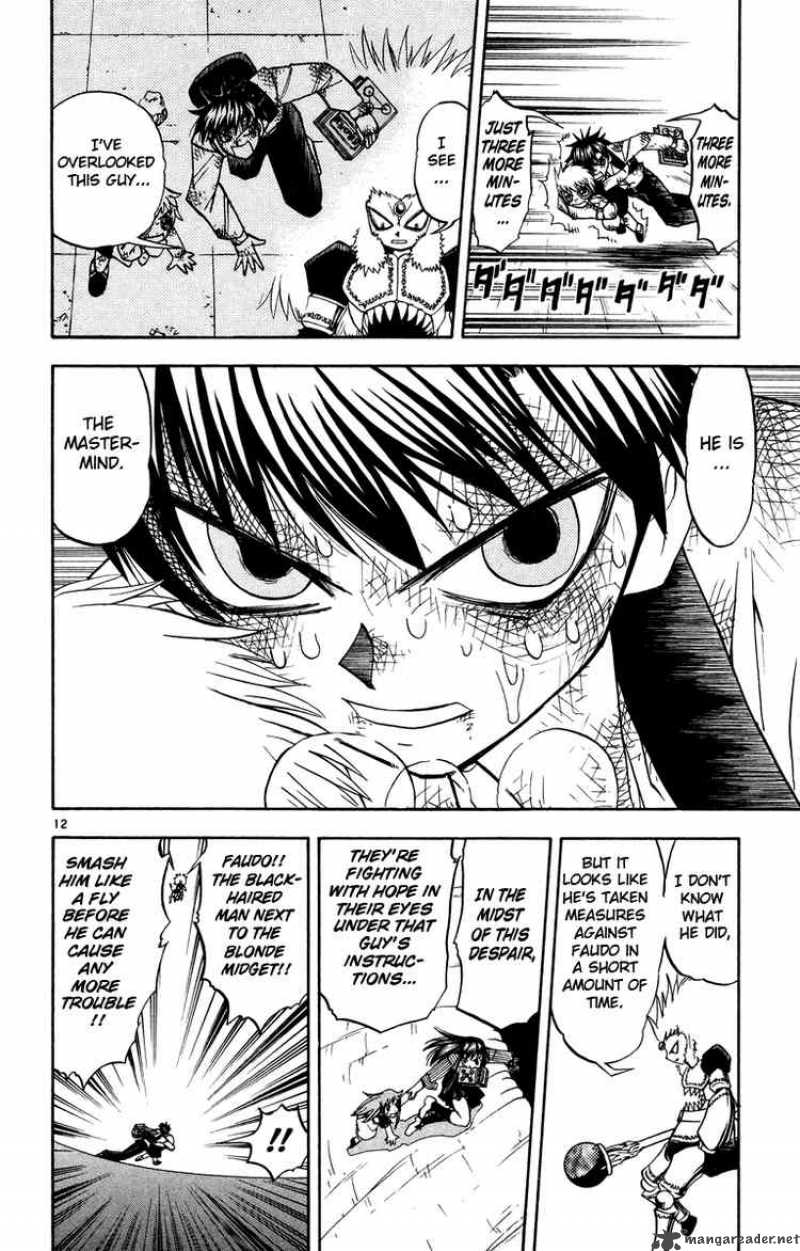 THREE
MORE
MIN-
UTES.
JUST
THREE
MORE
MIN-
UTES
...
ダダダダダ
I
SEE
...
I'VE
OVERLOOKED
THIS GUY...
HE IS
...
THE
MASTER-
MIND.
12
I DON'T
KNOW
WHAT
HE DID,
BUT IT
LOOKS LIKE
HE'S TAKEN
MEASURES
AGAINST
FAUDO IN
A SHORT
AMOUNT OF
TIME.
IN THE
MIDST
OF THIS
DESPAIR,
THEY'RE
FIGHTING
WITH HOPE IN
THEIR EYES
UNDER THAT
GUY'S
INSTRUC-
TIONS...
FAUDO!!
THE BLACK-
HAIRED
MAN NEXT
TO THE
BLONDE
MIDGET!!
SMASH
HIM LIKE
A FLY
BEFORE
HE CAN
CAUSE
ANY
MORE
TROUBLE
!!
!!
mangareader.net